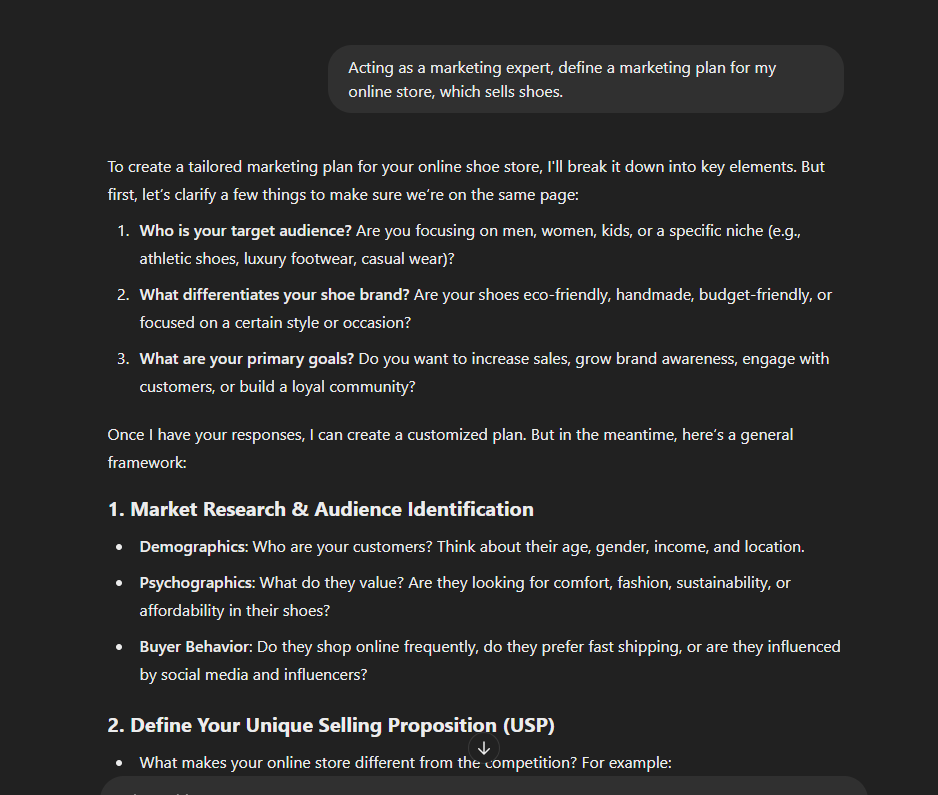 Acting as a marketing expert, define a marketing plan for my
online store, which sells shoes.
To create a tailored marketing plan for your online shoe store, I'll break it down into key elements. But
first, let's clarify a few things to make sure we're on the same page:
1. Who is your target audience? Are you focusing on men, women, kids, or a specific niche (e.g.,
athletic shoes, luxury footwear, casual wear)?
2. What differentiates your shoe brand? Are your shoes eco-friendly, handmade, budget-friendly, or
focused on a certain style or occasion?
3. What are your primary goals? Do you want to increase sales, grow brand awareness, engage with
customers, or build a loyal community?
Once I have your responses, I can create a customized plan. But in the meantime, here's a general
framework:
1. Market Research & Audience Identification
• Demographics: Who are your customers? Think about their age, gender, income, and location.
• Psychographics: What do they value? Are they looking for comfort, fashion, sustainability, or
affordability in their shoes?
• Buyer Behavior: Do they shop online frequently, do they prefer fast shipping, or are they influenced
by social media and influencers?
2. Define Your Unique Selling Proposition (USP)
• What makes your online store different from the competition? For example: